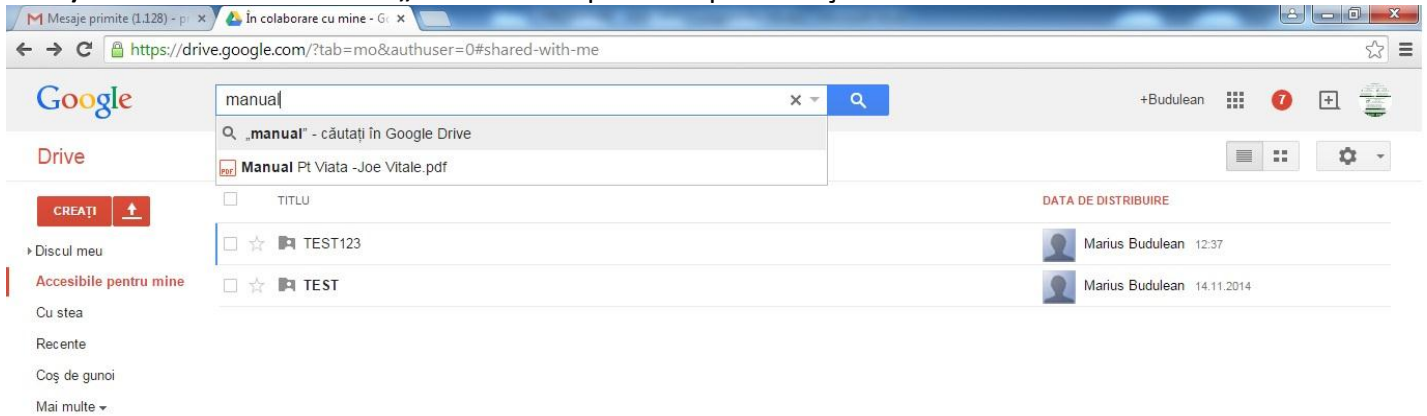 Mesaje primite (1.128) - pr
În colaborare cu mine - Go
https://drive.google.com/?tab=mo&authuser=0#shared-with-me
Google
manual
+Budulean
7
„manual” - căutați în Google Drive
Drive
PDF Manual Pt Viata -Joe Vitale.pdf
CREAȚI
TITLU
DATA DE DISTRIBUIRE
Discul meu
TEST123
Marius Budulean 12:37
Accesibile pentru mine
TEST
Marius Budulean 14.11.2014
Cu stea
Recente
Coș de gunoi
Mai multe